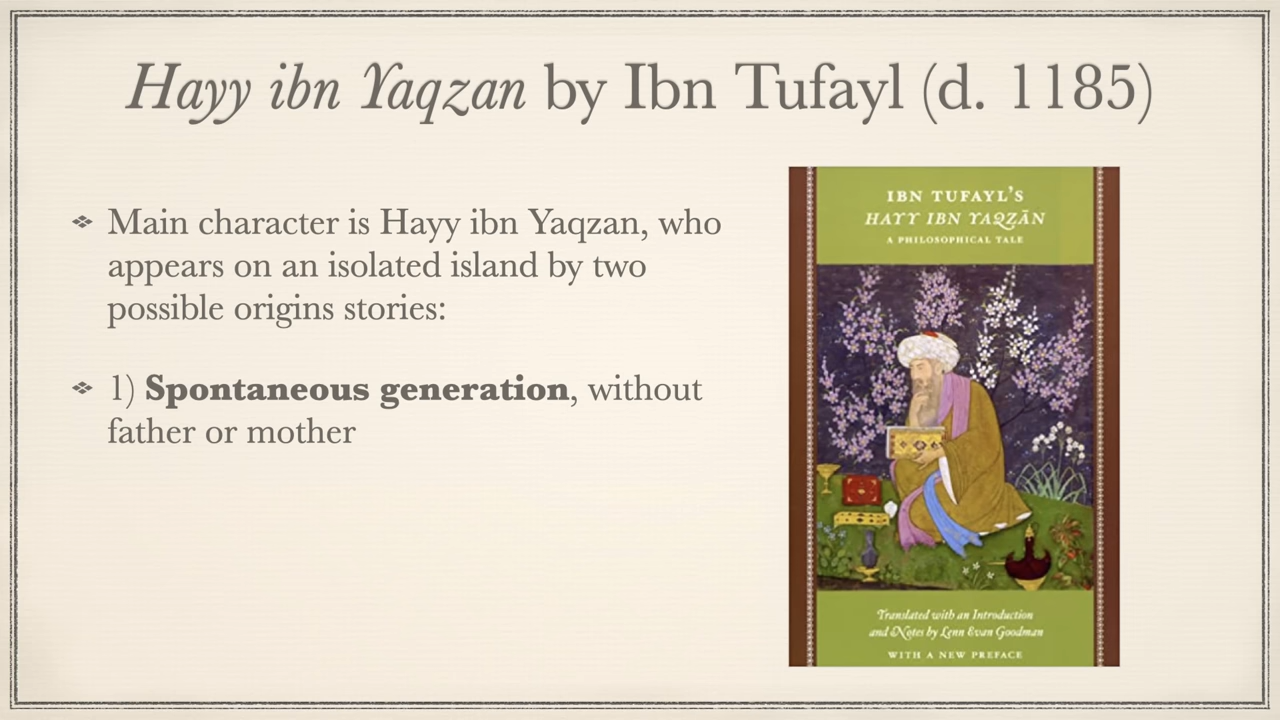 Hayy ibn Yaqzan by Ibn Tufayl (d. 1185)
❖ Main character is Hayy ibn Yaqzan, who
appears on an isolated island by two
possible origins stories:
❖ 1) Spontaneous generation, without
father or mother
IBN TUFAYL'S
HAYY IBN YAQZĀN
A PHILOSOPHICAL TALE
Translated with an Introduction
and Notes by Lenn Evan Goodman
WITH A NEW PREFACE